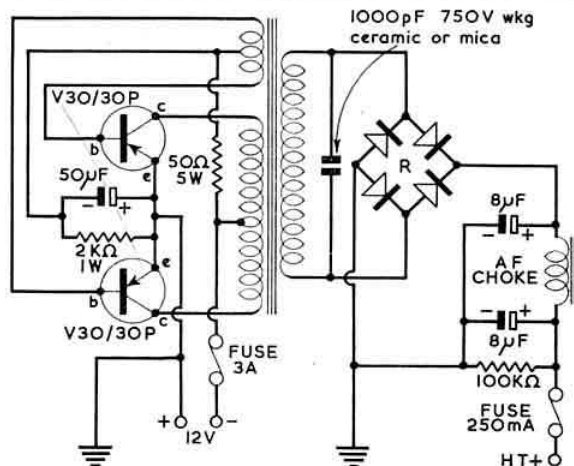 1000pF 750V wkg
ceramic or mica
V30/30P
c
b
e
50Ω
5W
50µF
- +
2KΩ
1W
e
b
c
V30/30P
R
8µF
- +
AF
CHOKE
- +
8µF
100KΩ
FUSE
3A
FUSE
250mA
+ 12V -
HT+